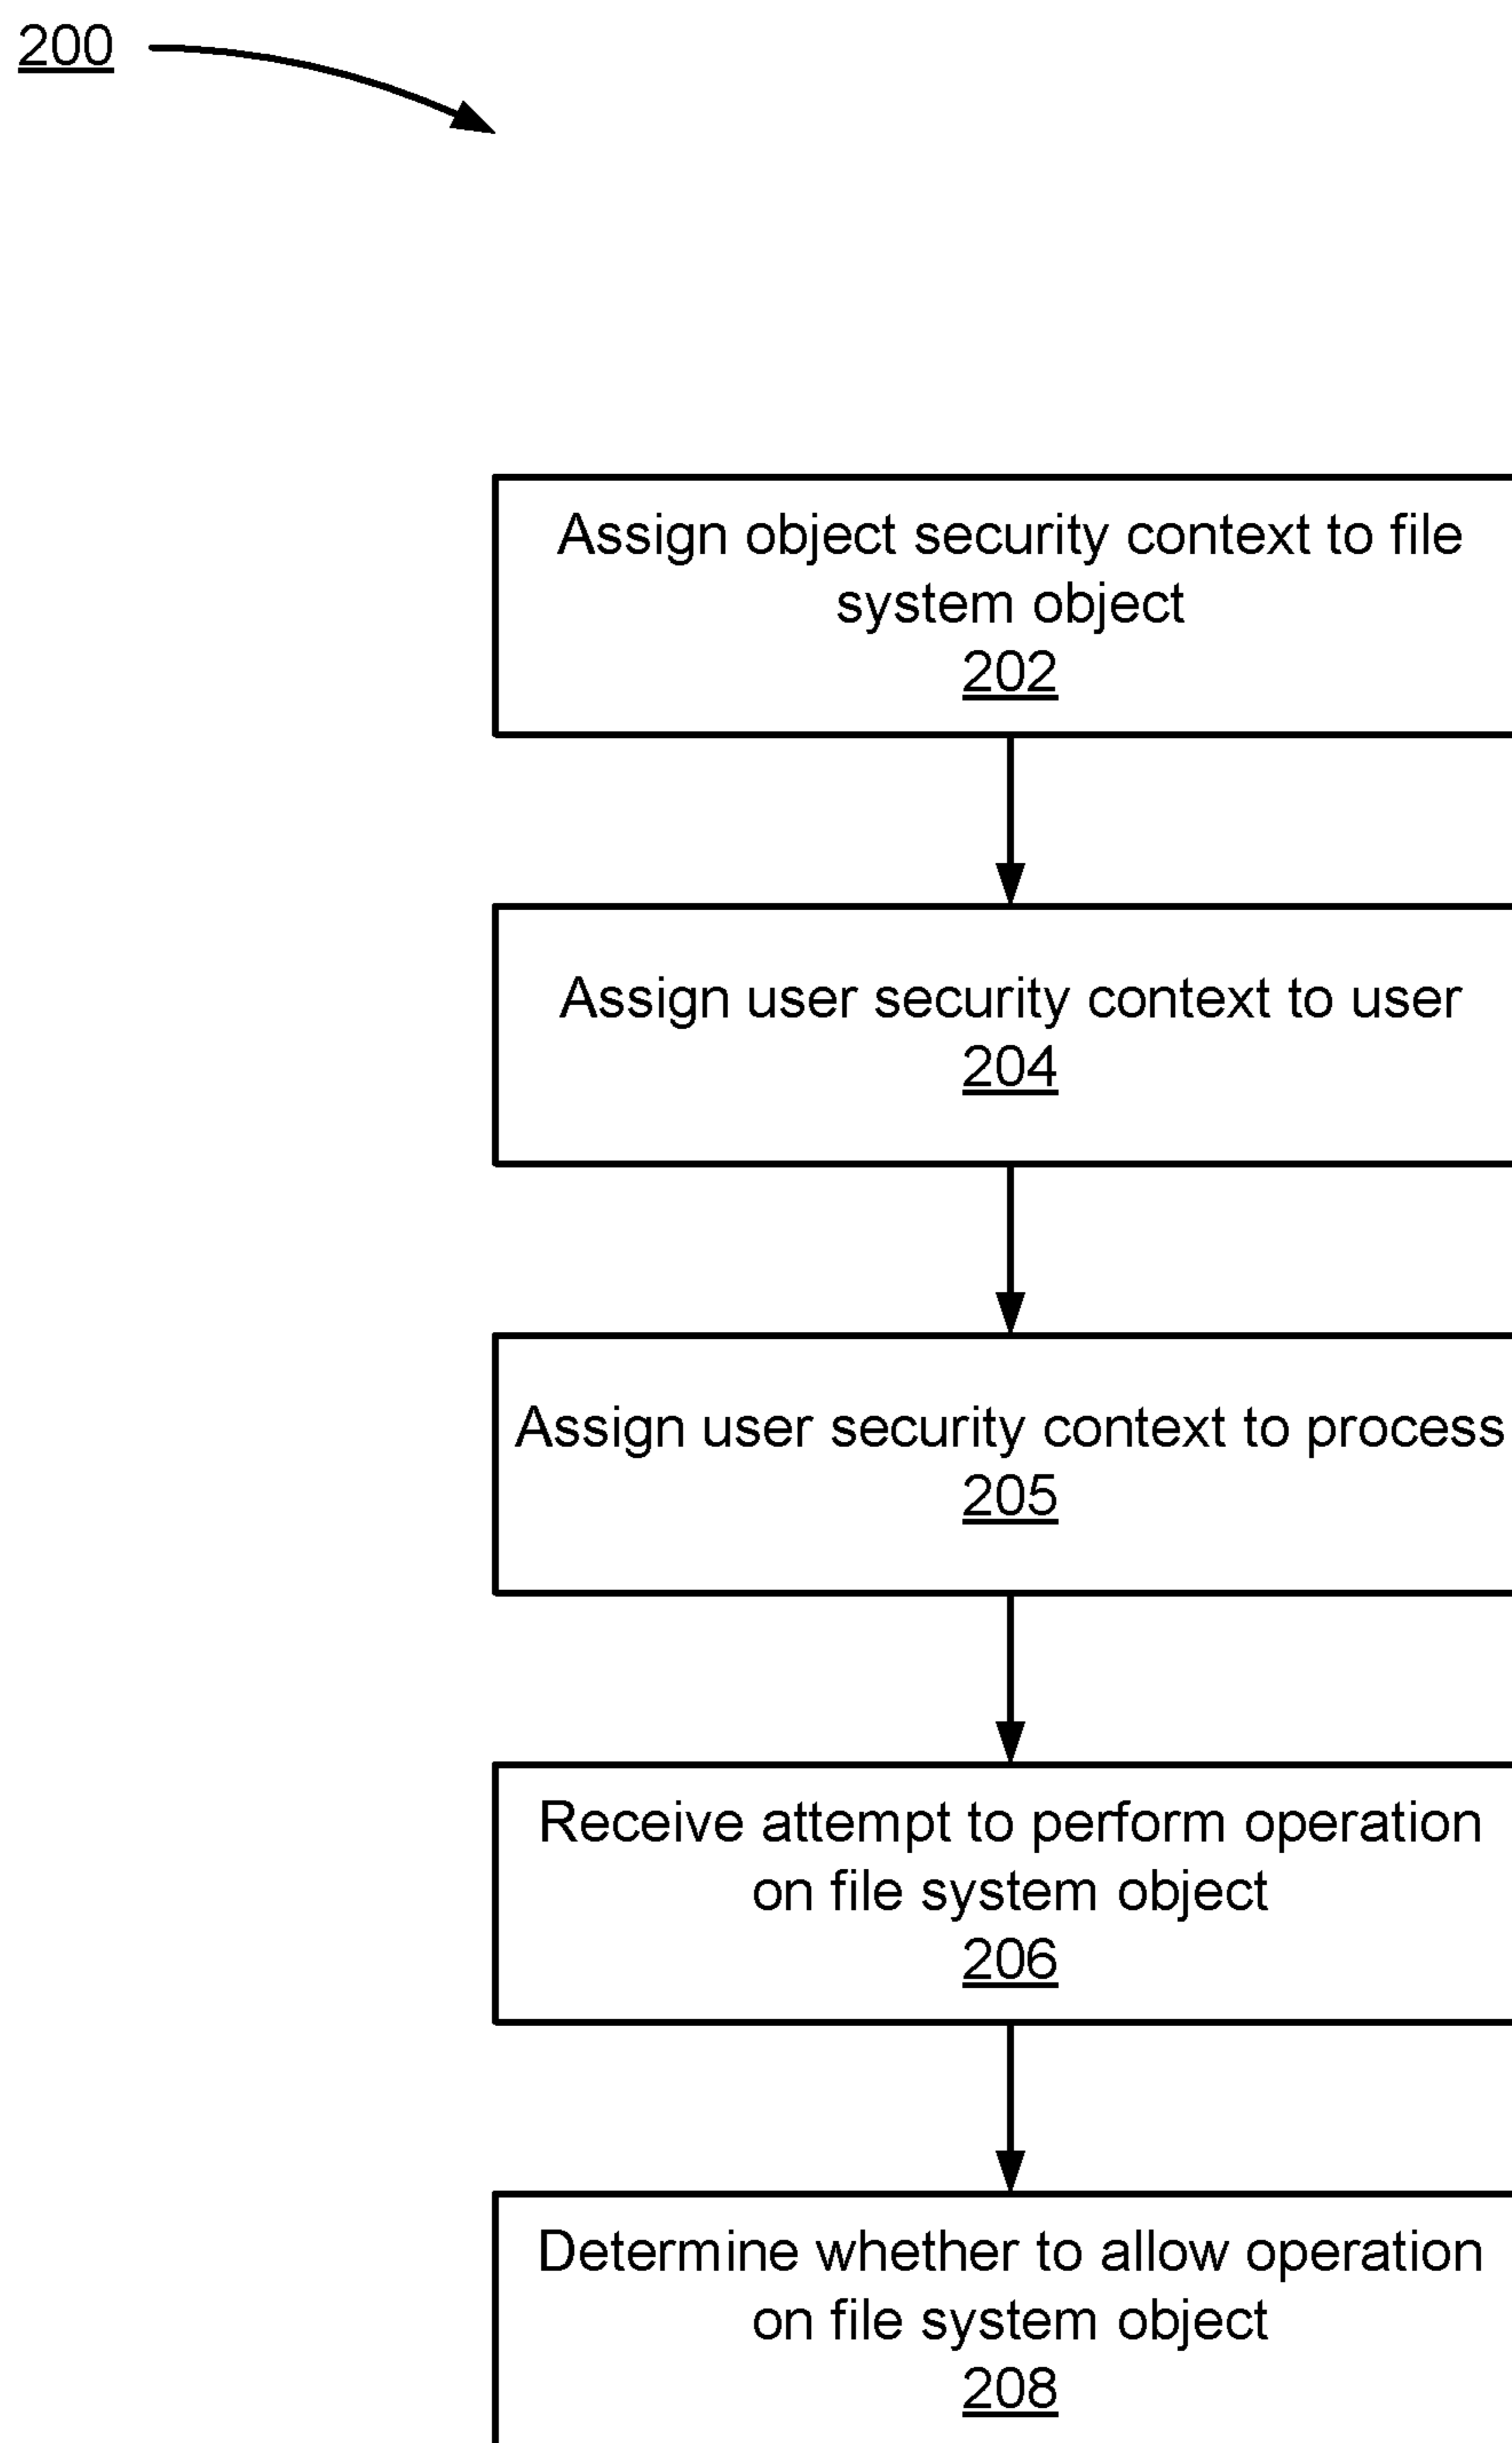 200
Assign object security context to file
system object
202
Assign user security context to user
204
Assign user security context to process
205
Receive attempt to perform operation
on file system object
206
Determine whether to allow operation
on file system object
208